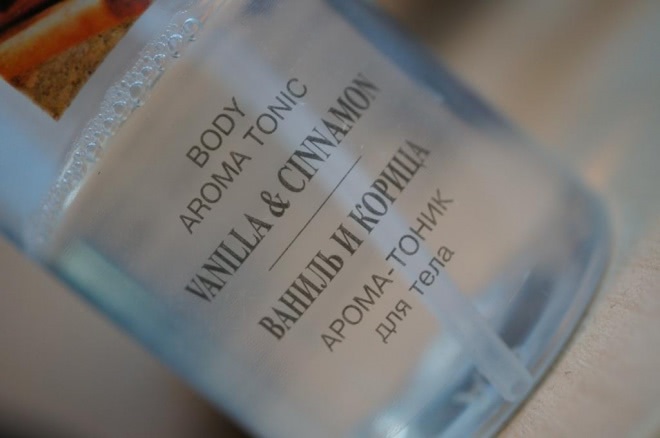 BODY
AROMA TONIC
VANILLA & CINNAMON
ВАНИЛЬ И КОРИЦА
АРОМА-ТОНИК
для тела